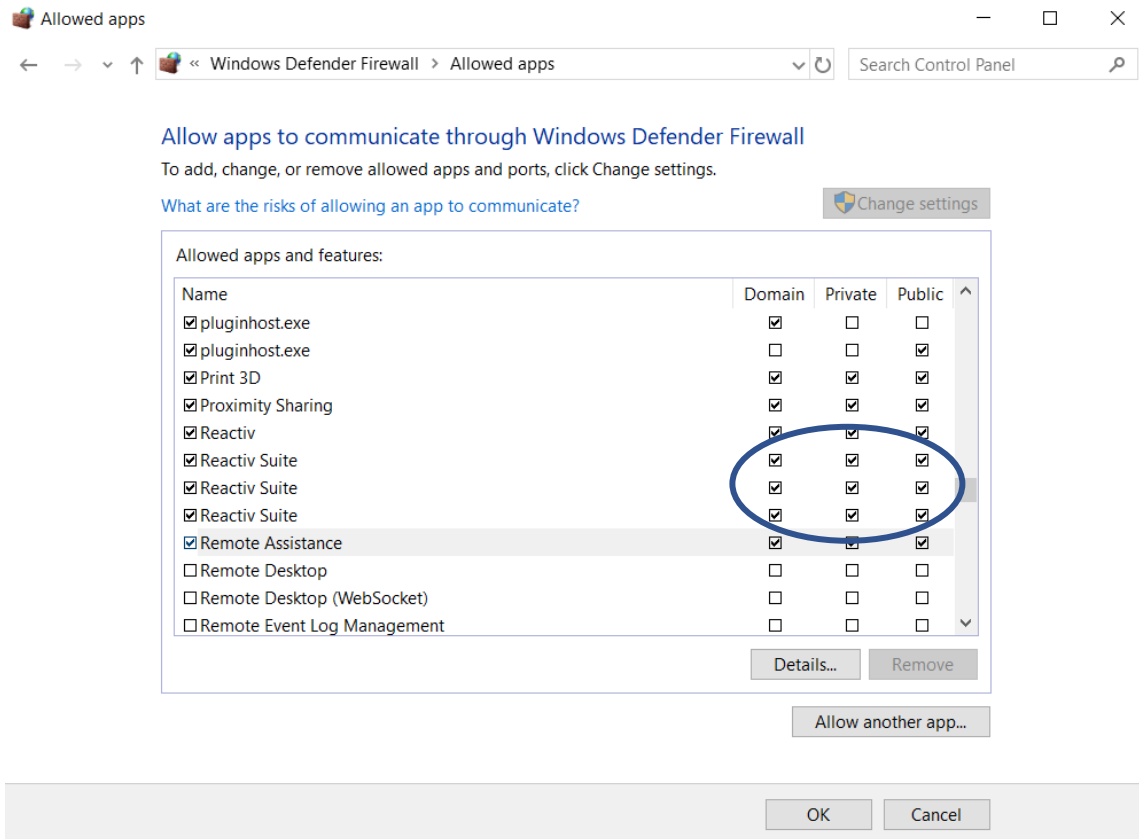 Allowed apps
« Windows Defender Firewall > Allowed apps
Search Control Panel
Allow apps to communicate through Windows Defender Firewall
To add, change, or remove allowed apps and ports, click Change settings.
What are the risks of allowing an app to communicate?
Change settings
Allowed apps and features:
Name Domain Private Public
pluginhost.exe
pluginhost.exe
Print 3D
Proximity Sharing
Reactiv
Reactiv Suite
Reactiv Suite
Reactiv Suite
Remote Assistance
Remote Desktop
Remote Desktop (WebSocket)
Remote Event Log Management
Details... Remove
Allow another app...
OK Cancel